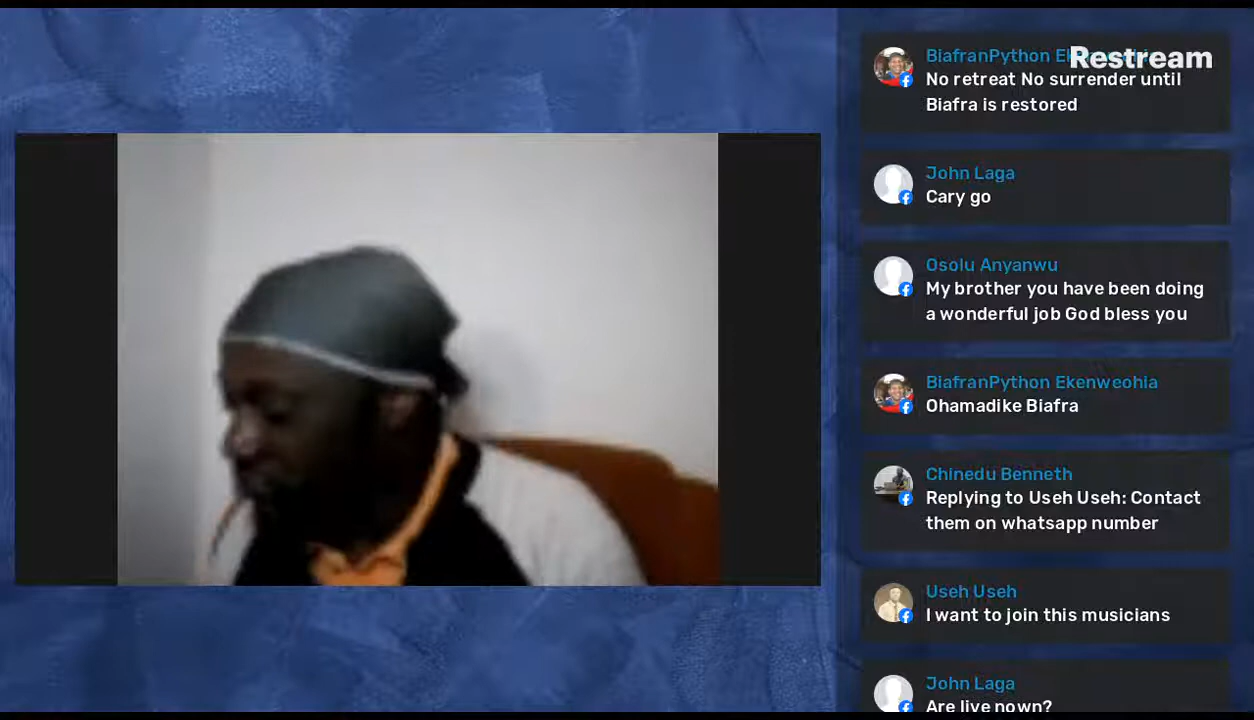 BiafranPython
Restream
No retreat No surrender until
Biafra is restored
John Laga
Cary go
Osolu Anyanwu
My brother you have been doing
a wonderful job God bless you
BiafranPython Ekenweohia
Ohamadike Biafra
Chinedu Benneth
Replying to Useh Useh: Contact
them on whatsapp number
Useh Useh
I want to join this musicians
John Laga
Are live nown?